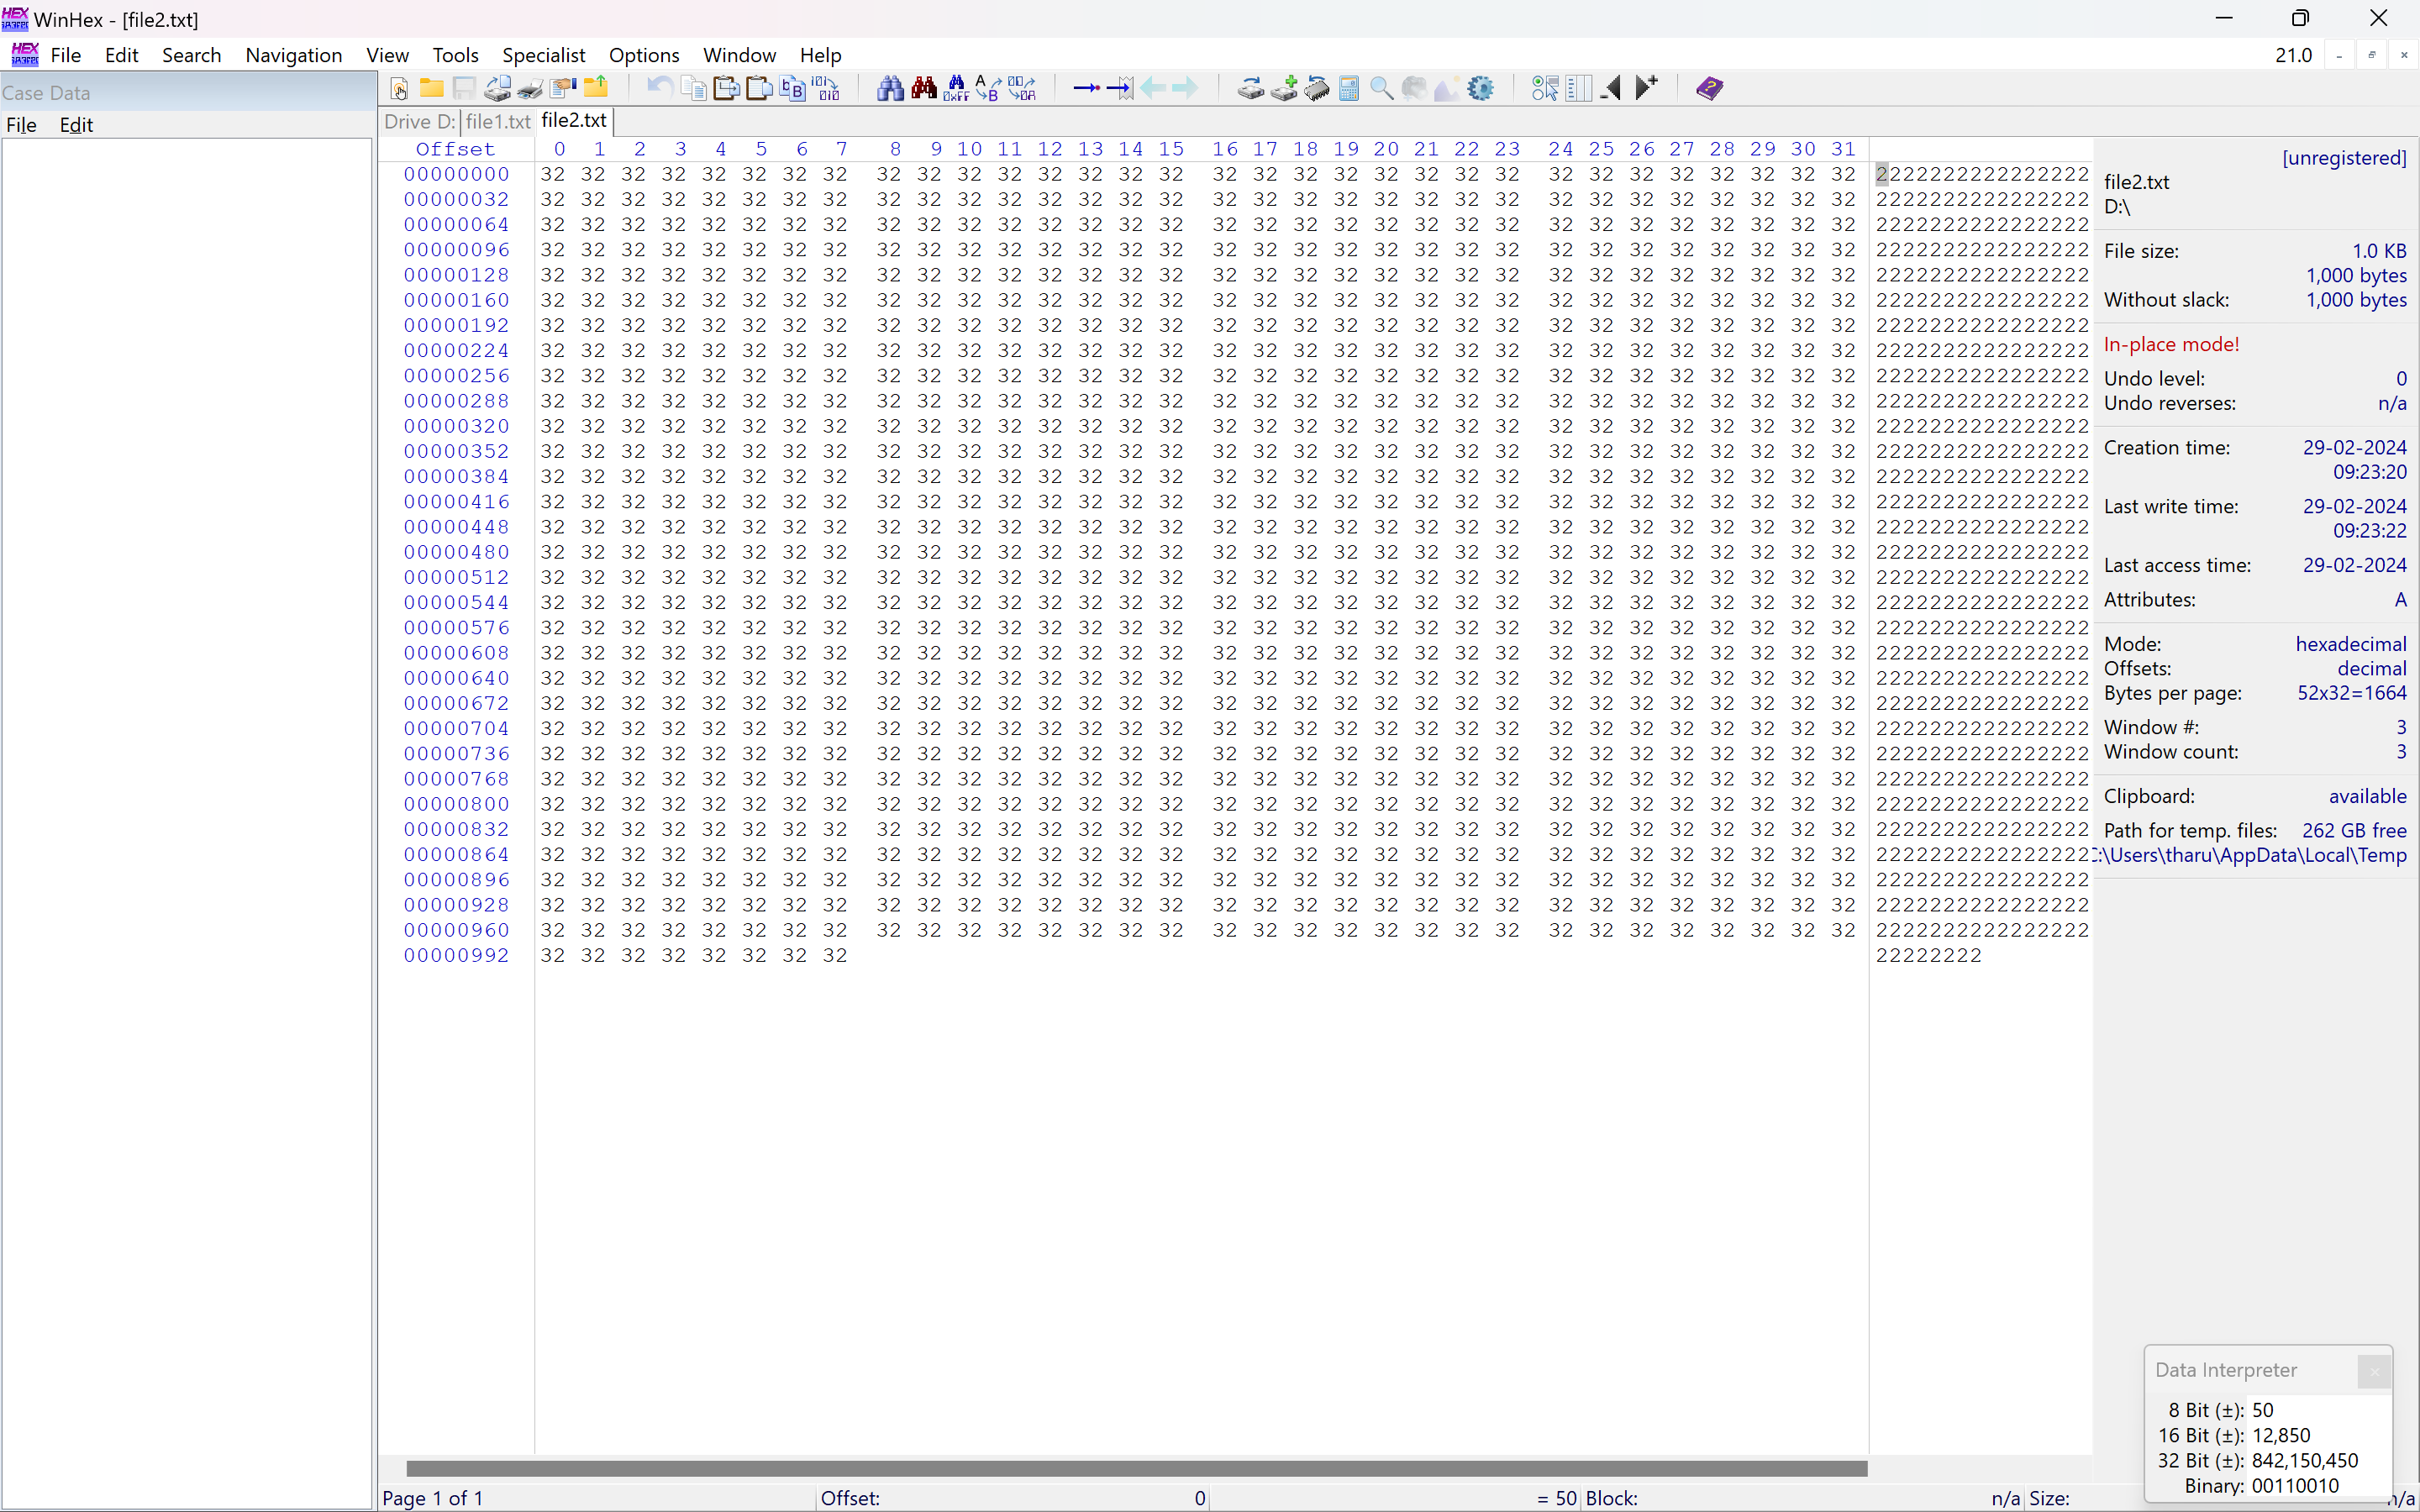 WinHex - [file2.txt]
File Edit Search Navigation View Tools Specialist Options Window Help 21.0
Case Data
File Edit
Drive D: file1.txt file2.txt
Offset 0 1 2 3 4 5 6 7 8 9 10 11 12 13 14 15 16 17 18 19 20 21 22 23 24 25 26 27 28 29 30 31
00000000 32 32 32 32 32 32 32 32 32 32 32 32 32 32 32 32 32 32 32 32 32 32 32 32 32 32 32 32 32 32 32 32 2222222222222222
00000032 32 32 32 32 32 32 32 32 32 32 32 32 32 32 32 32 32 32 32 32 32 32 32 32 32 32 32 32 32 32 32 32 2222222222222222
00000064 32 32 32 32 32 32 32 32 32 32 32 32 32 32 32 32 32 32 32 32 32 32 32 32 32 32 32 32 32 32 32 32 2222222222222222
00000096 32 32 32 32 32 32 32 32 32 32 32 32 32 32 32 32 32 32 32 32 32 32 32 32 32 32 32 32 32 32 32 32 2222222222222222
00000128 32 32 32 32 32 32 32 32 32 32 32 32 32 32 32 32 32 32 32 32 32 32 32 32 32 32 32 32 32 32 32 32 2222222222222222
00000160 32 32 32 32 32 32 32 32 32 32 32 32 32 32 32 32 32 32 32 32 32 32 32 32 32 32 32 32 32 32 32 32 2222222222222222
00000192 32 32 32 32 32 32 32 32 32 32 32 32 32 32 32 32 32 32 32 32 32 32 32 32 32 32 32 32 32 32 32 32 2222222222222222
00000224 32 32 32 32 32 32 32 32 32 32 32 32 32 32 32 32 32 32 32 32 32 32 32 32 32 32 32 32 32 32 32 32 2222222222222222
00000256 32 32 32 32 32 32 32 32 32 32 32 32 32 32 32 32 32 32 32 32 32 32 32 32 32 32 32 32 32 32 32 32 2222222222222222
00000288 32 32 32 32 32 32 32 32 32 32 32 32 32 32 32 32 32 32 32 32 32 32 32 32 32 32 32 32 32 32 32 32 2222222222222222
00000320 32 32 32 32 32 32 32 32 32 32 32 32 32 32 32 32 32 32 32 32 32 32 32 32 32 32 32 32 32 32 32 32 2222222222222222
00000352 32 32 32 32 32 32 32 32 32 32 32 32 32 32 32 32 32 32 32 32 32 32 32 32 32 32 32 32 32 32 32 32 2222222222222222
00000384 32 32 32 32 32 32 32 32 32 32 32 32 32 32 32 32 32 32 32 32 32 32 32 32 32 32 32 32 32 32 32 32 2222222222222222
00000416 32 32 32 32 32 32 32 32 32 32 32 32 32 32 32 32 32 32 32 32 32 32 32 32 32 32 32 32 32 32 32 32 2222222222222222
00000448 32 32 32 32 32 32 32 32 32 32 32 32 32 32 32 32 32 32 32 32 32 32 32 32 32 32 32 32 32 32 32 32 2222222222222222
00000480 32 32 32 32 32 32 32 32 32 32 32 32 32 32 32 32 32 32 32 32 32 32 32 32 32 32 32 32 32 32 32 32 2222222222222222
00000512 32 32 32 32 32 32 32 32 32 32 32 32 32 32 32 32 32 32 32 32 32 32 32 32 32 32 32 32 32 32 32 32 2222222222222222
00000544 32 32 32 32 32 32 32 32 32 32 32 32 32 32 32 32 32 32 32 32 32 32 32 32 32 32 32 32 32 32 32 32 2222222222222222
00000576 32 32 32 32 32 32 32 32 32 32 32 32 32 32 32 32 32 32 32 32 32 32 32 32 32 32 32 32 32 32 32 32 2222222222222222
00000608 32 32 32 32 32 32 32 32 32 32 32 32 32 32 32 32 32 32 32 32 32 32 32 32 32 32 32 32 32 32 32 32 2222222222222222
00000640 32 32 32 32 32 32 32 32 32 32 32 32 32 32 32 32 32 32 32 32 32 32 32 32 32 32 32 32 32 32 32 32 2222222222222222
00000672 32 32 32 32 32 32 32 32 32 32 32 32 32 32 32 32 32 32 32 32 32 32 32 32 32 32 32 32 32 32 32 32 2222222222222222
00000704 32 32 32 32 32 32 32 32 32 32 32 32 32 32 32 32 32 32 32 32 32 32 32 32 32 32 32 32 32 32 32 32 2222222222222222
00000736 32 32 32 32 32 32 32 32 32 32 32 32 32 32 32 32 32 32 32 32 32 32 32 32 32 32 32 32 32 32 32 32 2222222222222222
00000768 32 32 32 32 32 32 32 32 32 32 32 32 32 32 32 32 32 32 32 32 32 32 32 32 32 32 32 32 32 32 32 32 2222222222222222
00000800 32 32 32 32 32 32 32 32 32 32 32 32 32 32 32 32 32 32 32 32 32 32 32 32 32 32 32 32 32 32 32 32 2222222222222222
00000832 32 32 32 32 32 32 32 32 32 32 32 32 32 32 32 32 32 32 32 32 32 32 32 32 32 32 32 32 32 32 32 32 2222222222222222
00000864 32 32 32 32 32 32 32 32 32 32 32 32 32 32 32 32 32 32 32 32 32 32 32 32 32 32 32 32 32 32 32 32 2222222222222222
00000896 32 32 32 32 32 32 32 32 32 32 32 32 32 32 32 32 32 32 32 32 32 32 32 32 32 32 32 32 32 32 32 32 2222222222222222
00000928 32 32 32 32 32 32 32 32 32 32 32 32 32 32 32 32 32 32 32 32 32 32 32 32 32 32 32 32 32 32 32 32 2222222222222222
00000960 32 32 32 32 32 32 32 32 32 32 32 32 32 32 32 32 32 32 32 32 32 32 32 32 32 32 32 32 32 32 32 32 2222222222222222
00000992 32 32 32 32 32 32 32 32 22222222
[unregistered]
file2.txt
D:\
File size: 1.0 KB
1,000 bytes
Without slack: 1,000 bytes
In-place mode!
Undo level: 0
Undo reverses: n/a
Creation time: 29-02-2024
09:23:20
Last write time: 29-02-2024
09:23:22
Last access time: 29-02-2024
Attributes: A
Mode: hexadecimal
Offsets: decimal
Bytes per page: 52x32=1664
Window #: 3
Window count: 3
Clipboard: available
Path for temp. files: 262 GB free
:\Users\tharu\AppData\Local\Temp
Data Interpreter
8 Bit (±): 50
16 Bit (±): 12,850
32 Bit (±): 842,150,450
Binary: 00110010
Page 1 of 1 Offset: 0 = 50 Block: n/a Size: n/a